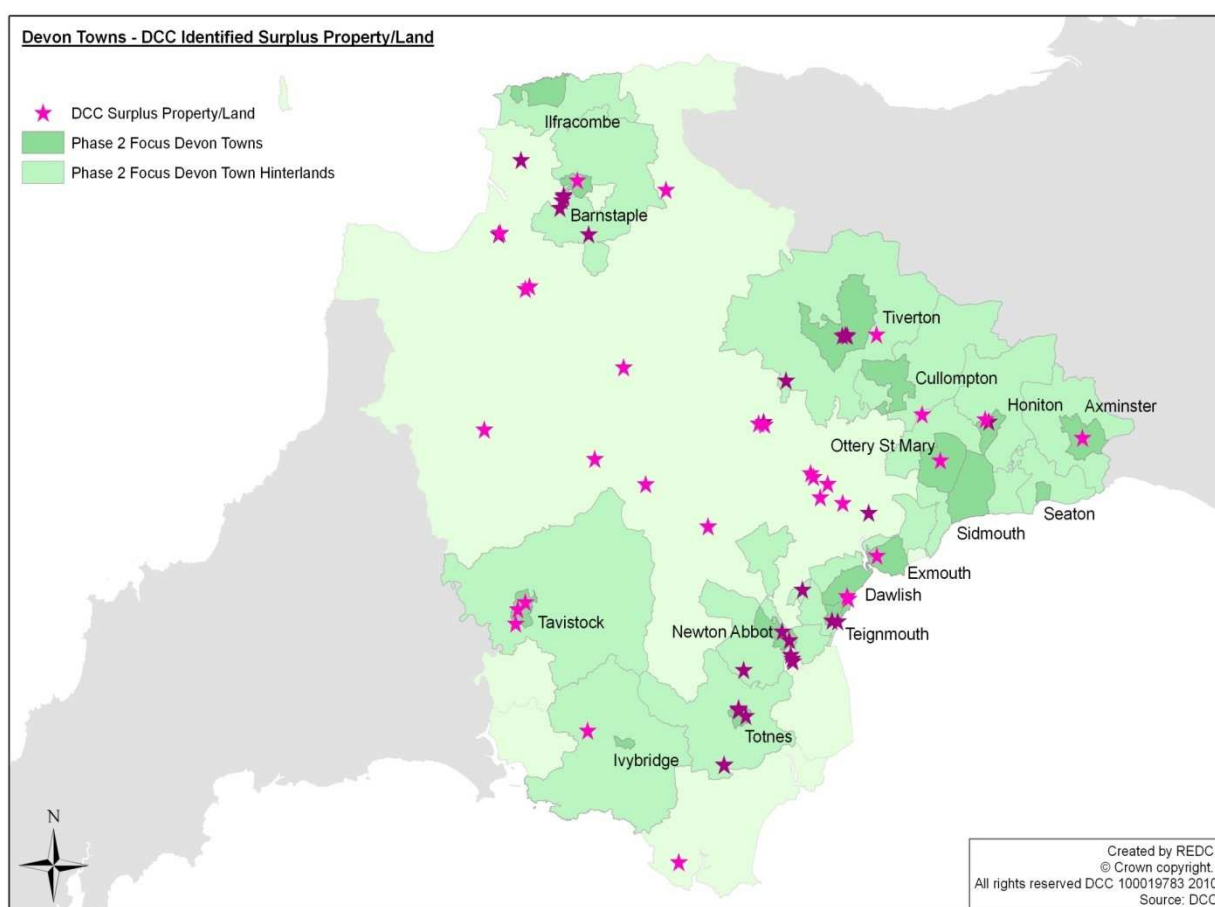 Devon Towns - DCC Identified Surplus Property/Land
DCC Surplus Property/Land
Phase 2 Focus Devon Towns
Phase 2 Focus Devon Town Hinterlands
Ilfracombe
Barnstaple
Tiverton
Cullompton
Honiton
Axminster
Ottery St Mary
Seaton
Sidmouth
Exmouth
Dawlish
Tavistock
Newton Abbot
Teignmouth
Totnes
Ivybridge
N
Created by REDC
© Crown copyright.
All rights reserved DCC 100019783 2010
Source: DCC